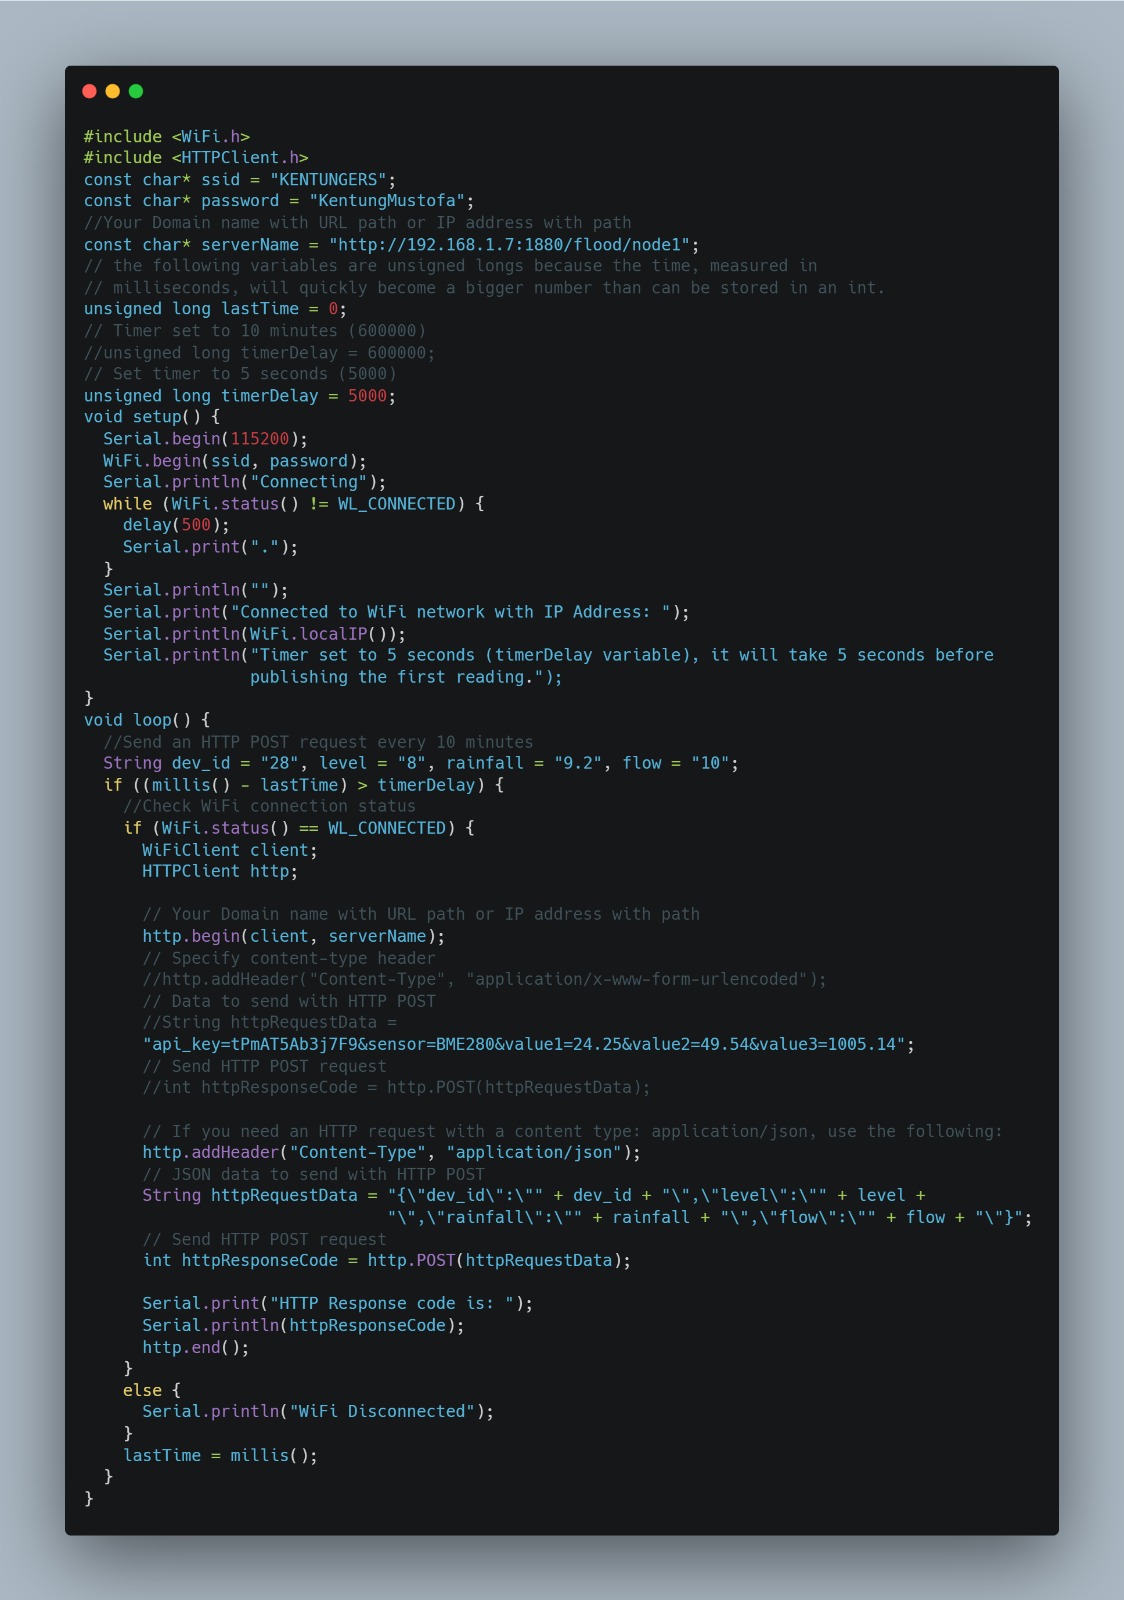 #include <WiFi.h>
#include <HTTPClient.h>
const char* ssid = "KENTUNGERS";
const char* password = "KentungMustofa";
//Your Domain name with URL path or IP address with path
const char* serverName = "http://192.168.1.7:1880/flood/node1";
// the following variables are unsigned longs because the time, measured in
// milliseconds, will quickly become a bigger number than can be stored in an int.
unsigned long lastTime = 0;
// Timer set to 10 minutes (600000)
//unsigned long timerDelay = 600000;
// Set timer to 5 seconds (5000)
unsigned long timerDelay = 5000;
void setup() {
  Serial.begin(115200);
  WiFi.begin(ssid, password);
  Serial.println("Connecting");
  while (WiFi.status() != WL_CONNECTED) {
    delay(500);
    Serial.print(".");
  }
  Serial.println("");
  Serial.print("Connected to WiFi network with IP Address: ");
  Serial.println(WiFi.localIP());
  Serial.println("Timer set to 5 seconds (timerDelay variable), it will take 5 seconds before
                 publishing the first reading.");
}
void loop() {
  //Send an HTTP POST request every 10 minutes
  String dev_id = "28", level = "8", rainfall = "9.2", flow = "10";
  if ((millis() - lastTime) > timerDelay) {
    //Check WiFi connection status
    if (WiFi.status() == WL_CONNECTED) {
      WiFiClient client;
      HTTPClient http;

      // Your Domain name with URL path or IP address with path
      http.begin(client, serverName);
      // Specify content-type header
      //http.addHeader("Content-Type", "application/x-www-form-urlencoded");
      // Data to send with HTTP POST
      //String httpRequestData =
      "api_key=tPmAT5Ab3j7F9&sensor=BME280&value1=24.25&value2=49.54&value3=1005.14";
      // Send HTTP POST request
      //int httpResponseCode = http.POST(httpRequestData);

      // If you need an HTTP request with a content type: application/json, use the following:
      http.addHeader("Content-Type", "application/json");
      // JSON data to send with HTTP POST
      String httpRequestData = "{\"dev_id\":\"" + dev_id + "\",\"level\":\"" + level +
                               "\",\"rainfall\":\"" + rainfall + "\",\"flow\":\"" + flow + "\"}";
      // Send HTTP POST request
      int httpResponseCode = http.POST(httpRequestData);

      Serial.print("HTTP Response code is: ");
      Serial.println(httpResponseCode);
      http.end();
    }
    else {
      Serial.println("WiFi Disconnected");
    }
    lastTime = millis();
  }
}